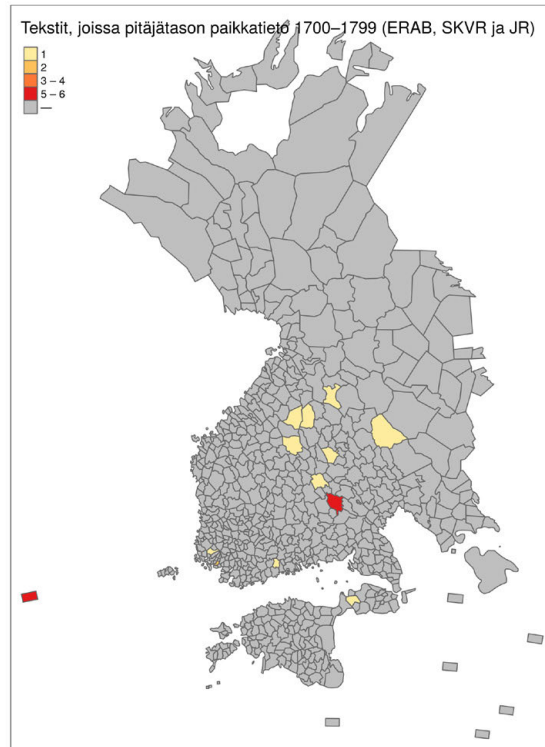 Tekstit, joissa pitäjätason paikkatieto 1700–1799 (ERAB, SKVR ja JR)
1
2
3 – 4
5 – 6
—